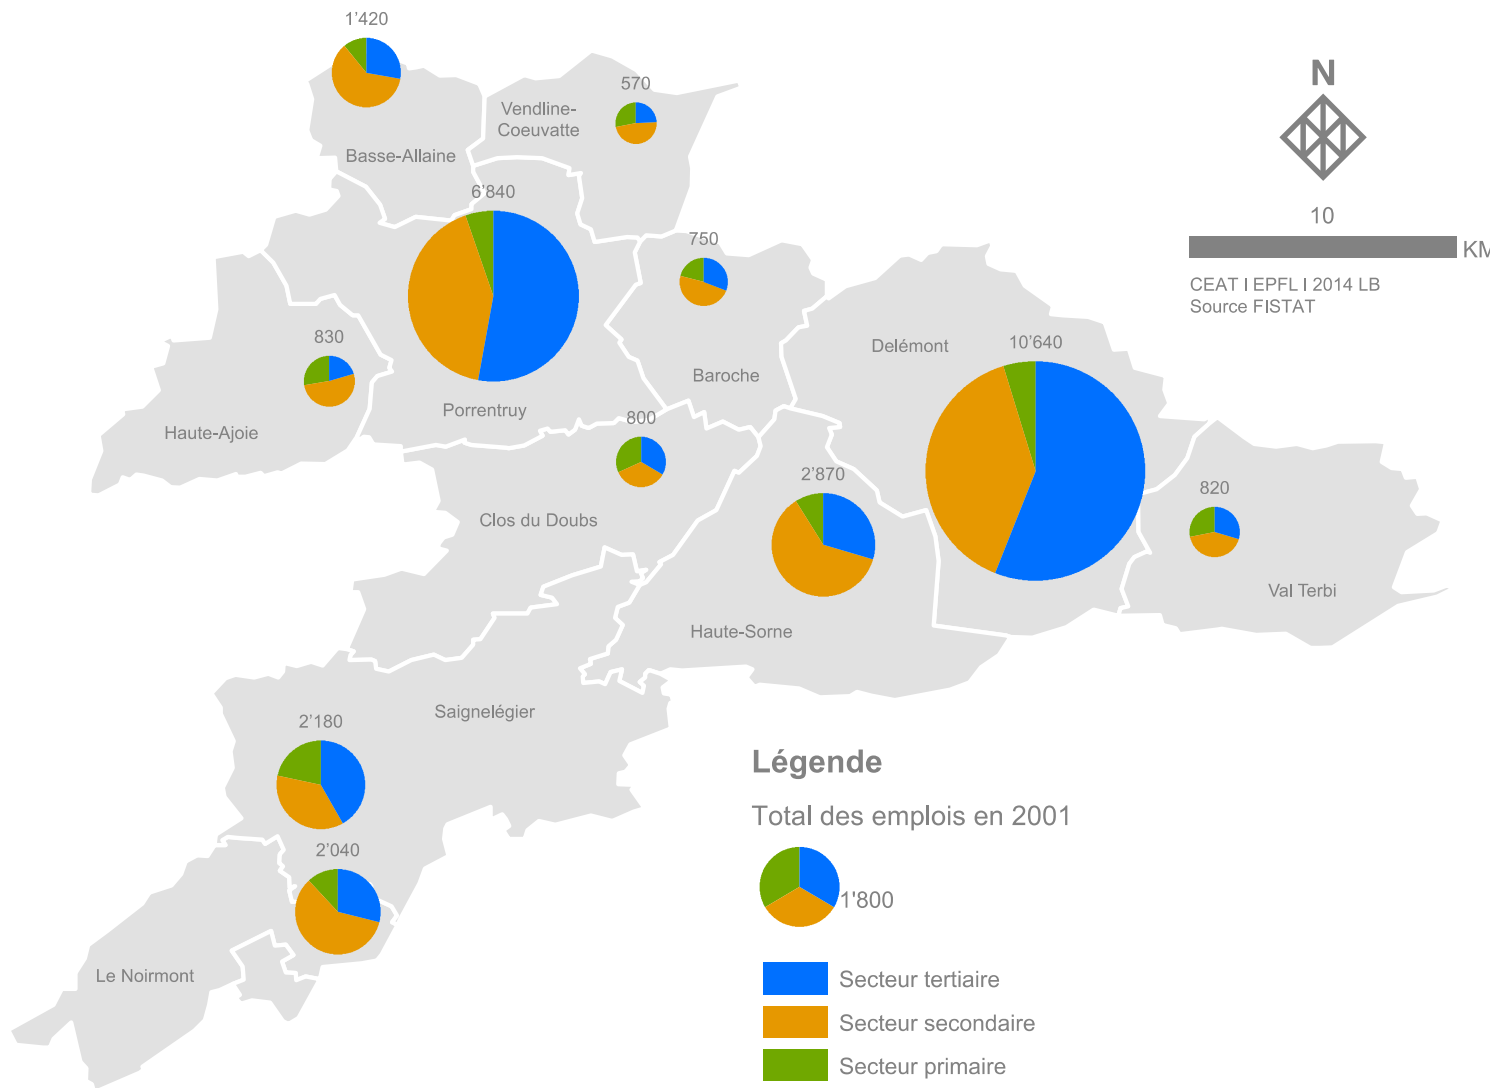 1’420
570
Vendline-
Coeuvatte
Basse-Allaine
6’840
750
N
10
KM
CEAT I EPFL I 2014 LB
Source FISTAT
830
Delémont
10’640
Baroche
Porrentruy
Haute-Ajoie
800
2’870
820
Clos du Doubs
Val Terbi
Haute-Sorne
Saignelégier
2’180
2’040
Le Noirmont
Légende
Total des emplois en 2001
1'800
Secteur tertiaire
Secteur secondaire
Secteur primaire